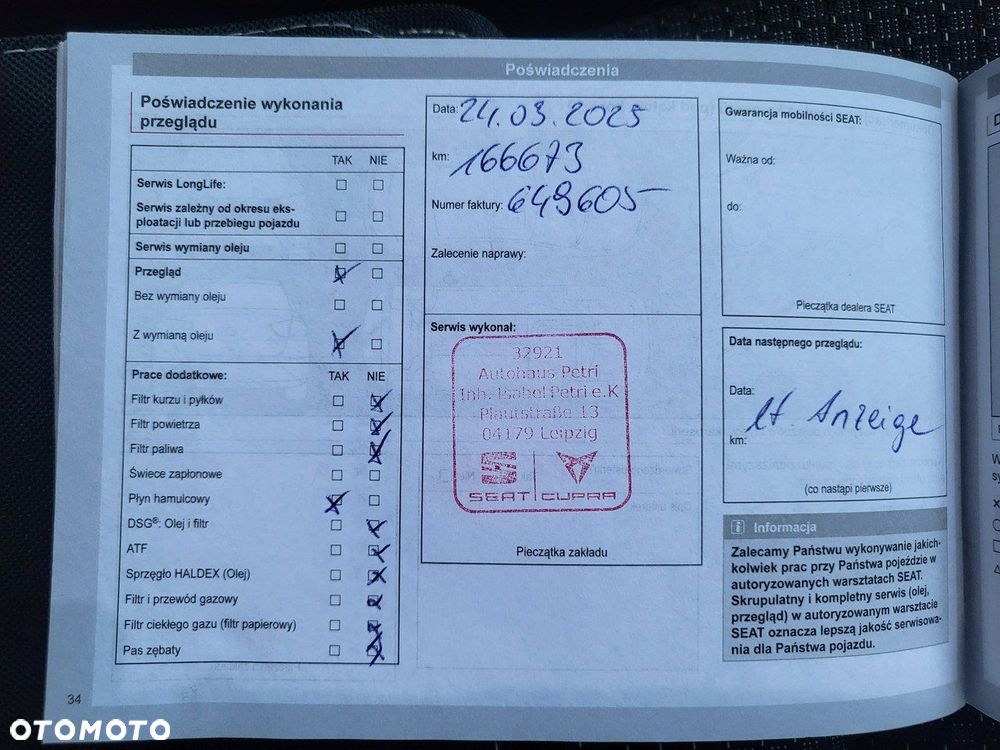 Poświadczenia
Poświadczenie wykonania
przeglądu
TAK NIE
Serwis LongLife:
Serwis zależny od okresu eks-
ploatacji lub przebiegu pojazdu
Serwis wymiany oleju
Przegląd
Bez wymiany oleju
Z wymianą oleju
Prace dodatkowe: TAK NIE
Filtr kurzu i pyłków
Filtr powietrza
Filtr paliwa
Świece zapłonowe
Płyn hamulcowy
DSG®: Olej i filtr
ATF
Sprzęgło HALDEX (Olej)
Filtr i przewód gazowy
Filtr ciekłego gazu (filtr papierowy)
Pas zębaty
34
Data: 24.03.2025
km: 166673
Numer faktury: 649605
Zalecenie naprawy:
Serwis wykonał:
32921
Autohaus Petri
Inh. Isabel Petri e.K
Plautstraße 13
04179 Leipzig
SEAT CUPRA
Pieczątka zakładu
Gwarancja mobilności SEAT:
Ważna od:
do:
Pieczątka dealera SEAT
Data następnego przeglądu:
Data: lt. Anzeige
km:
(co nastąpi pierwsze)
i Informacja
Zalecamy Państwu wykonywanie jakich-
kolwiek prac przy Państwa pojeździe w
autoryzowanych warsztatach SEAT.
Skrupulatny i kompletny serwis (olej,
przegląd) w autoryzowanym warsztacie
SEAT oznacza lepszą jakość serwisowa-
nia dla Państwa pojazdu.
OTOMOTO